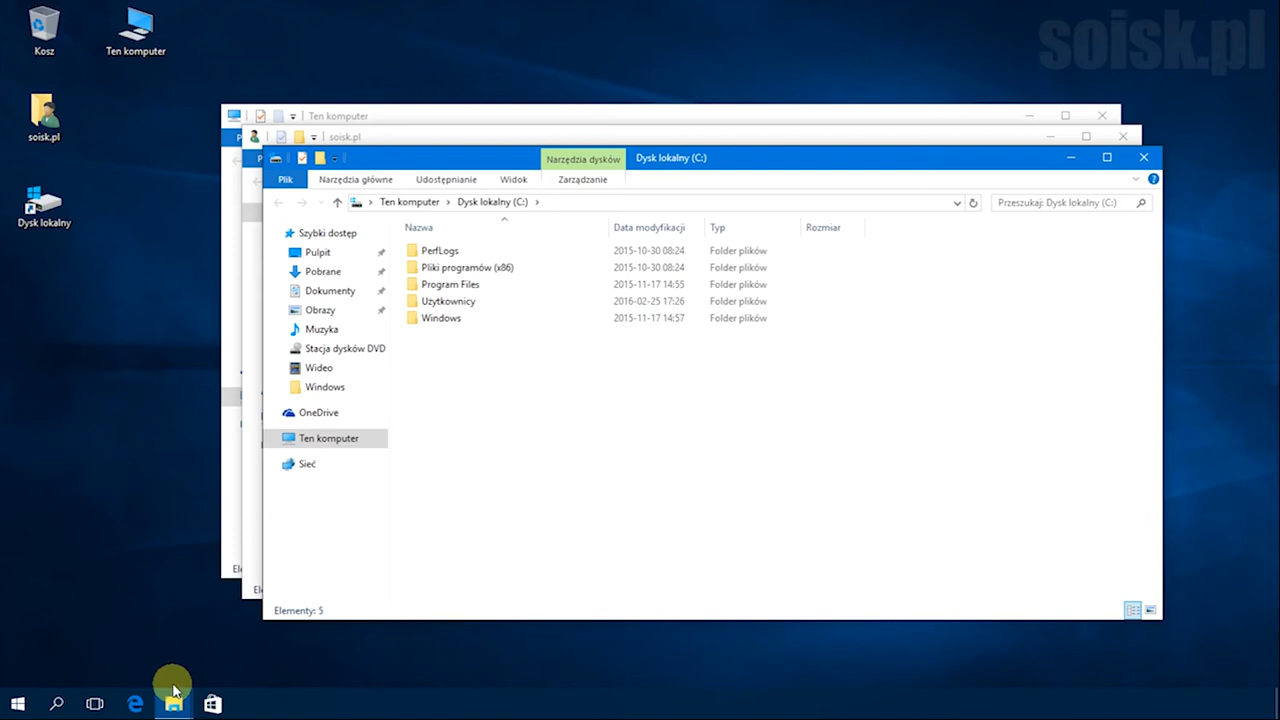 soisk.pl
Kosz
Ten komputer
soisk.pl
Dysk lokalny
Ten komputer
soisk.pl
Narzędzia dysków
Dysk lokalny (C:)
Plik
Narzędzia główne
Udostępnianie
Widok
Zarządzanie
Ten komputer
Dysk lokalny (C:)
Przeszukaj: Dysk lokalny (C:)
Nazwa
Data modyfikacji
Typ
Rozmiar
Szybki dostęp
Pulpit
Pobrane
Dokumenty
Obrazy
Muzyka
Stacja dysków DVD
Wideo
Windows
OneDrive
Ten komputer
Sieć
PerfLogs 2015-10-30 08:24 Folder plików
Pliki programów (x86) 2015-10-30 08:24 Folder plików
Program Files 2015-11-17 14:55 Folder plików
Użytkownicy 2016-02-25 17:26 Folder plików
Windows 2015-11-17 14:57 Folder plików
Elementy: 5